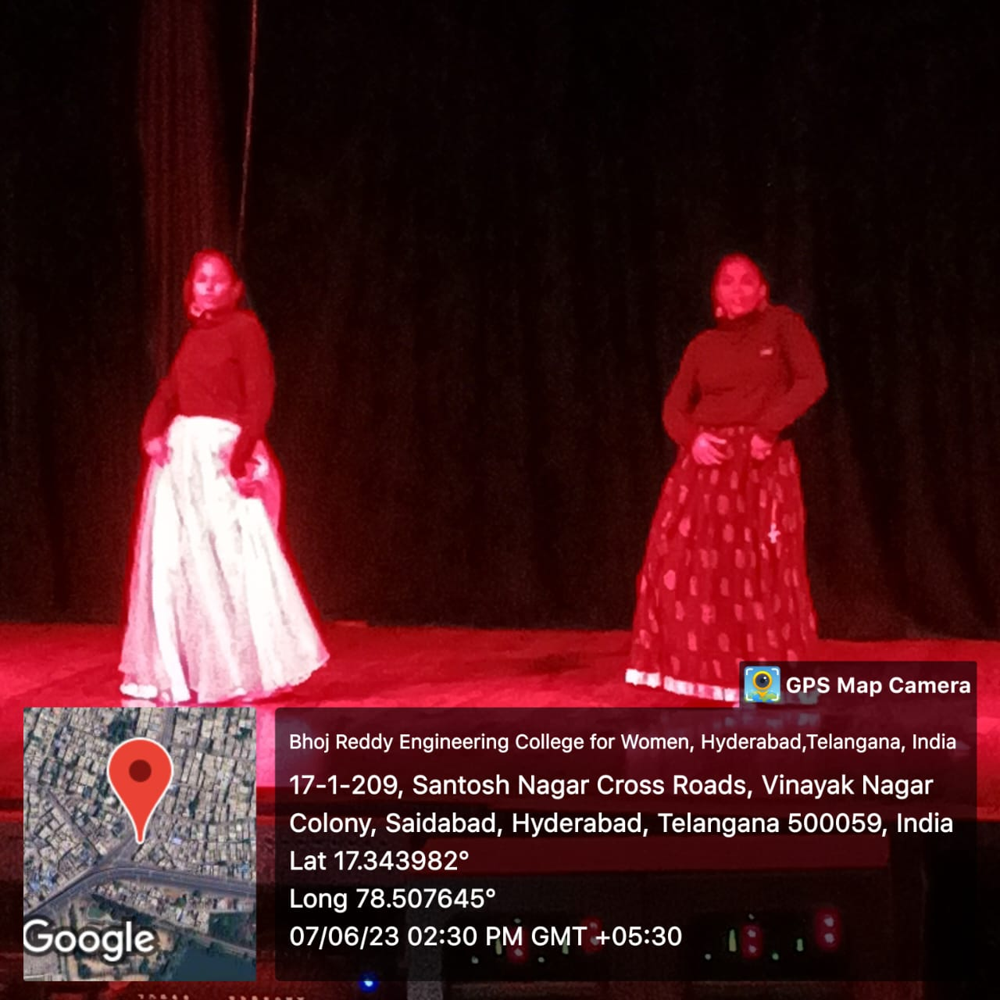 GPS Map Camera
Bhoj Reddy Engineering College for Women, Hyderabad,Telangana, India
17-1-209, Santosh Nagar Cross Roads, Vinayak Nagar
Colony, Saidabad, Hyderabad, Telangana 500059, India
Lat 17.343982°
Long 78.507645°
07/06/23 02:30 PM GMT +05:30
Google